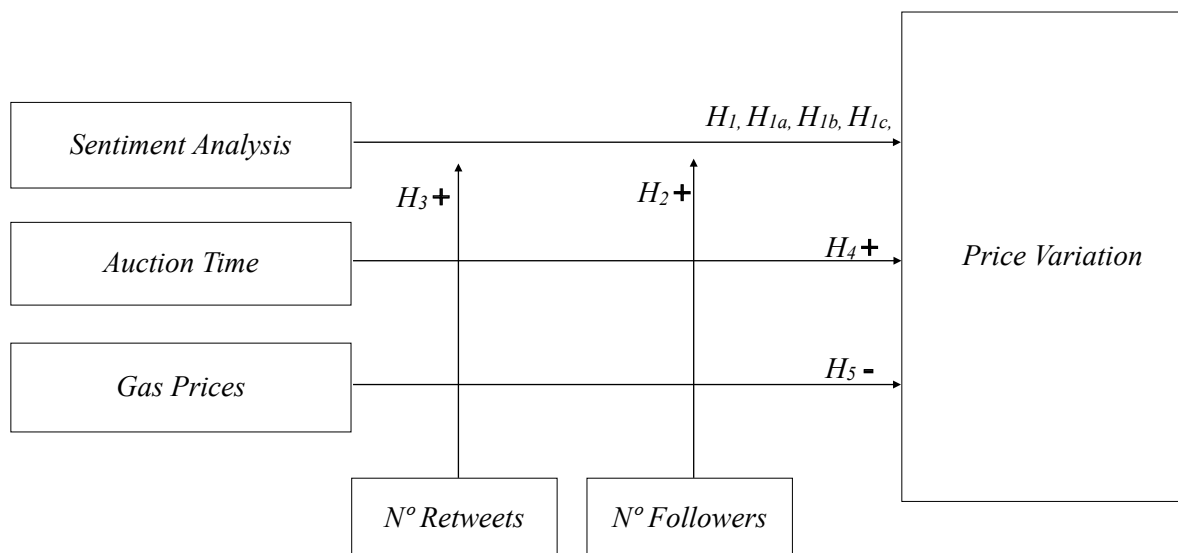 H1, H1a, H1b, H1c,
Sentiment Analysis
H3 +
H2 +
Auction Time
H4 +
Price Variation
Gas Prices
H5 -
Nº Retweets
Nº Followers